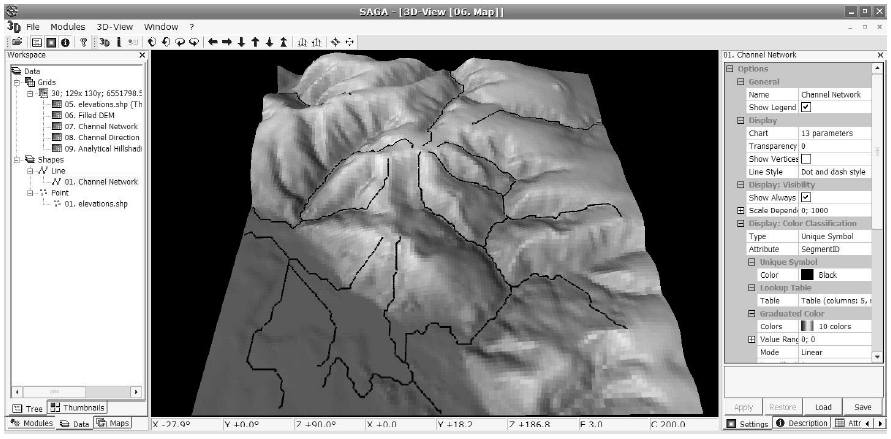 SAGA - [3D-View [06. Map]]
3D File Modules 3D-View Window ?
Workspace
Data
Grids
30; 129x 130y; 6551798.5
05. elevations.shp (Th
06. Filled DEM
07. Channel Network
08. Channel Direction
09. Analytical Hillshadi
Shapes
Line
01. Channel Network
Point
01. elevations.shp
Tree Thumbnails
Modules Data Maps
X -27.9° Y +0.0° Z +90.0° X +0.0 Y +18.2 Z +186.8 E 3.0 C 200.0
01. Channel Network
Options
General
Name Channel Network
Show Legend
Display
Chart 13 parameters
Transparency 0
Show Vertices
Line Style Dot and dash style
Display: Visibility
Show Always
Scale Depend 0; 1000
Display: Color Classification
Type Unique Symbol
Attribute SegmentID
Unique Symbol
Color Black
Lookup Table
Table Table (columns: 5, r
Graduated Color
Colors 10 colors
Value Rang 0; 0
Mode Linear
Apply Restore Load Save
Settings Description Attr